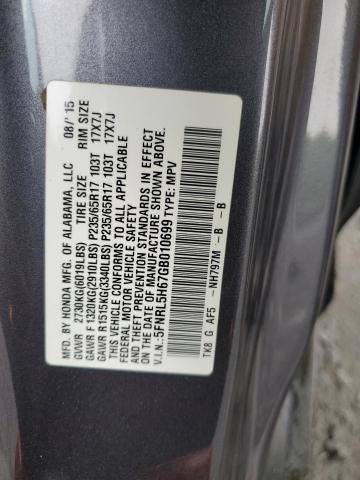 MFD. BY HONDA MFG. OF ALABAMA, LLC 08/'15
GVWR 2730KG(6019LBS) TIRE SIZE RIM SIZE
GAWR F 1320KG(2910LBS) P235/65R17 103T 17X7J
GAWR R1515KG(3340LBS) P235/65R17 103T 17X7J
THIS VEHICLE CONFORMS TO ALL APPLICABLE
FEDERAL MOTOR VEHICLE SAFETY
AND THEFT PREVENTION STANDARDS IN EFFECT
ON THE DATE OF MANUFACTURE SHOWN ABOVE.
V.I.N.:5FNRL5H67GB010699 TYPE: MPV
TK8 G AF5 -NH797M - B - B